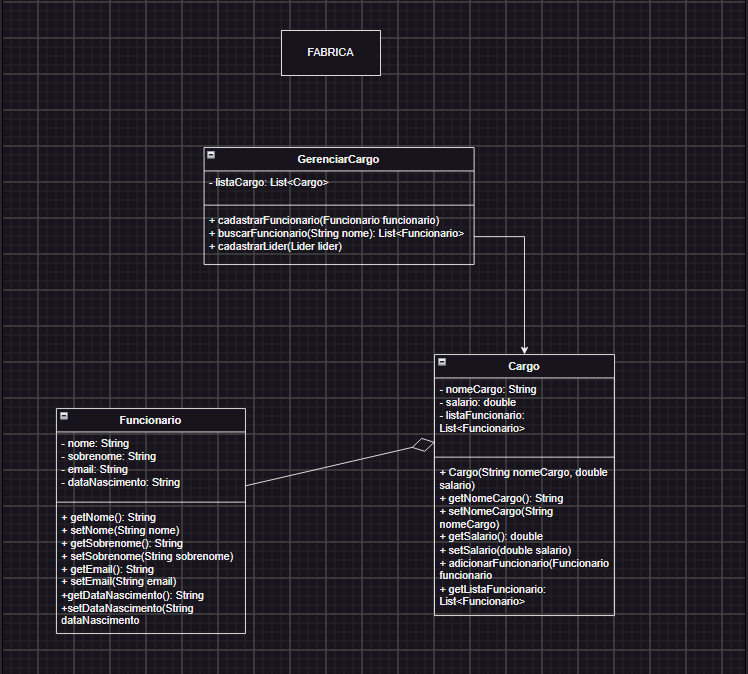 FABRICA
GerenciarCargo
- listaCargo: List<Cargo>
+ cadastrarFuncionario(Funcionario funcionario)
+ buscarFuncionario(String nome): List<Funcionario>
+ cadastrarLider(Lider lider)
Cargo
- nomeCargo: String
- salario: double
- listaFuncionario:
List<Funcionario>
+ Cargo(String nomeCargo, double
salario)
+ getNomeCargo(): String
+ setNomeCargo(String
nomeCargo)
+ getSalario(): double
+ setSalario(double salario)
+ adicionarFuncionario(Funcionario
funcionario
+ getListaFuncionario:
List<Funcionario>
Funcionario
- nome: String
- sobrenome: String
- email: String
- dataNascimento: String
+ getNome(): String
+ setNome(String nome)
+ getSobrenome(): String
+ setSobrenome(String sobrenome)
+ getEmail(): String
+ setEmail(String email)
+getDataNascimento(): String
+setDataNascimento(String
dataNascimento